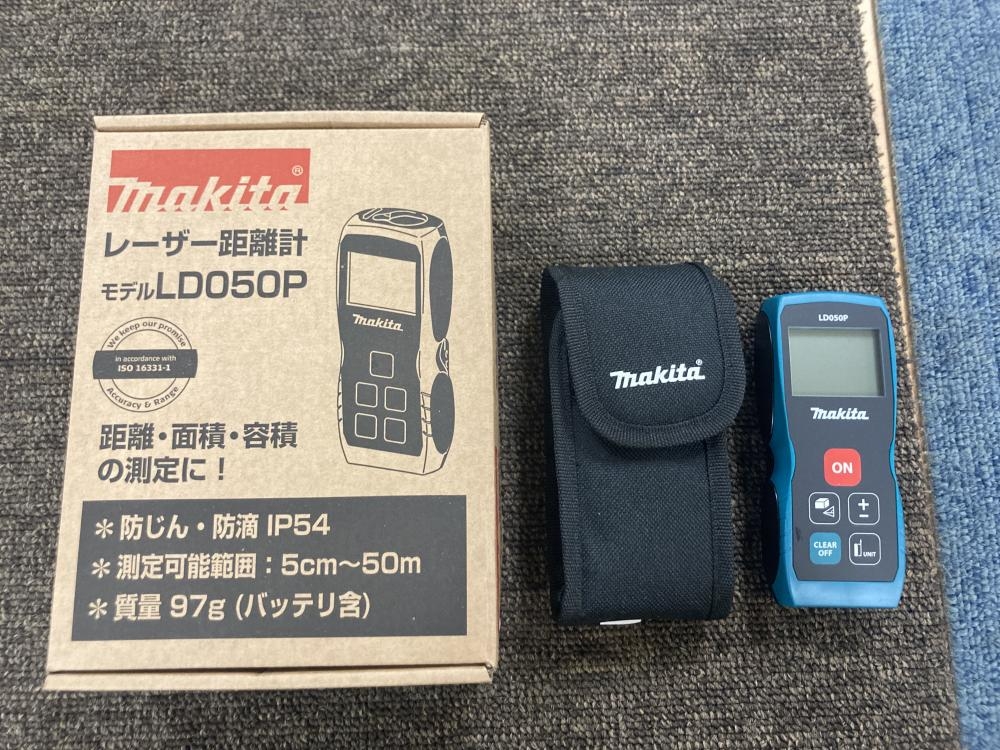 makita®
レーザー距離計
モデルLD050P
We keep our promise
in accordance with
ISO 16331-1
Accuracy & Range
makita
距離・面積・容積
の測定に!
＊防じん・防滴 IP54
＊測定可能範囲：5cm〜50m
＊質量 97g (バッテリ含)
makita®
LD050P
makita
ON
CLEAR
OFF
UNIT